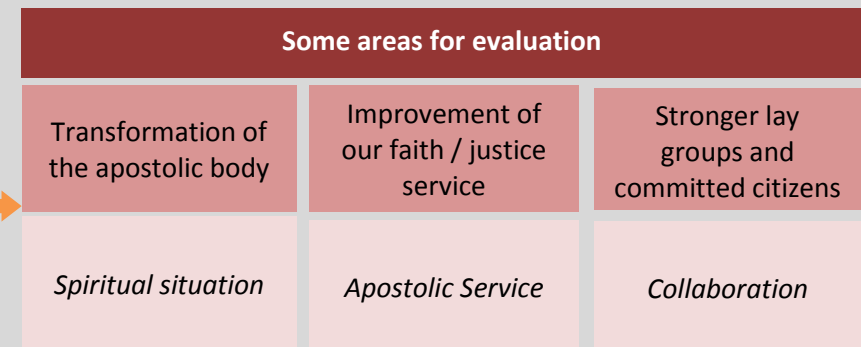 Some areas for evaluation
Transformation of
the apostolic body
Improvement of
our faith / justice
service
Stronger lay
groups and
committed citizens
Spiritual situation
Apostolic Service
Collaboration